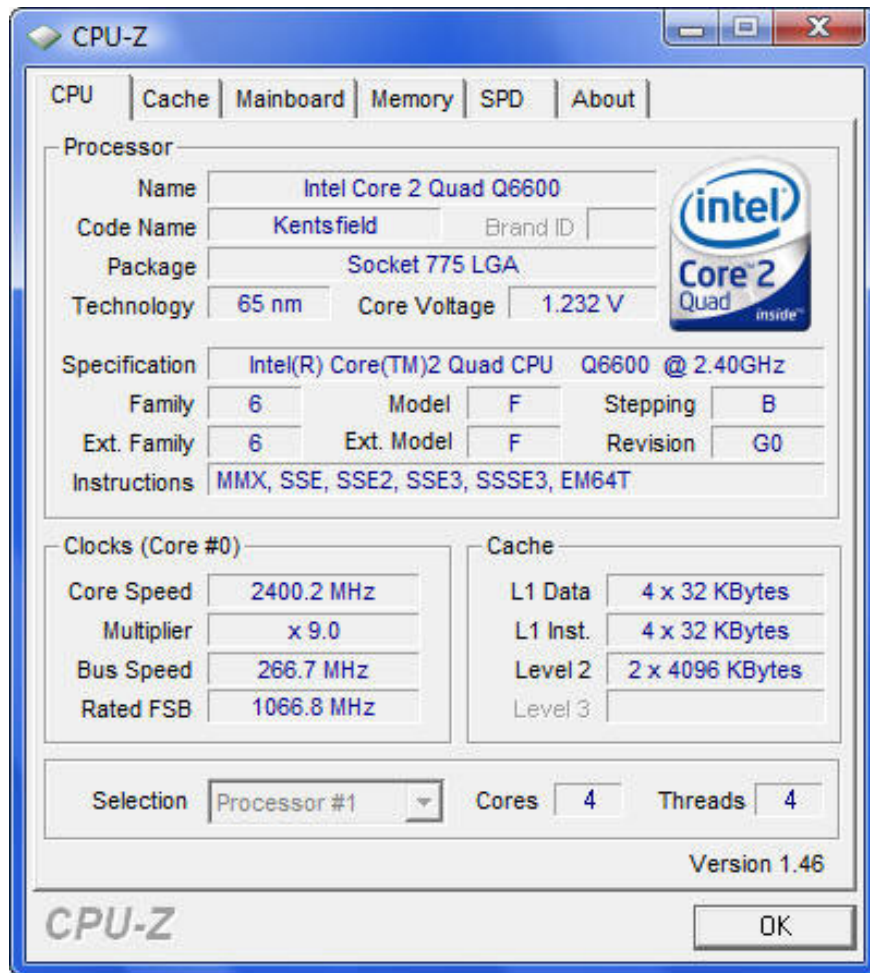 CPU-Z
CPU Cache Mainboard Memory SPD About
Processor
Name Intel Core 2 Quad Q6600
Code Name Kentsfield Brand ID
Package Socket 775 LGA
Technology 65 nm Core Voltage 1.232 V
intel
Core™2
Quad
inside™
Specification Intel(R) Core(TM)2 Quad CPU Q6600 @ 2.40GHz
Family 6 Model F Stepping B
Ext. Family 6 Ext. Model F Revision G0
Instructions MMX, SSE, SSE2, SSE3, SSSE3, EM64T
Clocks (Core #0)
Core Speed 2400.2 MHz
Multiplier x 9.0
Bus Speed 266.7 MHz
Rated FSB 1066.8 MHz
Cache
L1 Data 4 x 32 KBytes
L1 Inst. 4 x 32 KBytes
Level 2 2 x 4096 KBytes
Level 3
Selection Processor #1 Cores 4 Threads 4
Version 1.46
CPU-Z OK